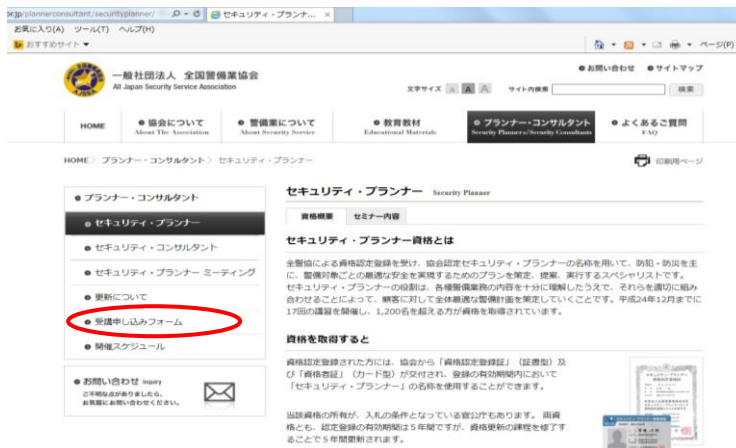 or.jp/plannerconsultant/securityplanner/
セキュリティ・プランナ...
お気に入り(A) ツール(T) ヘルプ(H)
おすすめサイト
ページ(P)
一般社団法人 全国警備業協会
All Japan Security Service Association
お問い合わせ サイトマップ
文字サイズ A A A サイト内検索 検索
HOME
協会について
About The Association
警備業について
About Security Service
教育教材
Educational Materials
プランナー・コンサルタント
Security Planners/Security Consultants
よくあるご質問
FAQ
HOME〉 プランナー・コンサルタント〉 セキュリティ・プランナー
印刷用ページ
プランナー・コンサルタント
セキュリティ・プランナー
セキュリティ・コンサルタント
セキュリティ・プランナー ミーティング
更新について
受講申し込みフォーム
開催スケジュール
お問い合わせ Inquiry
ご不明な点が
ありましたら、
お気軽にお問い合わせください。
セキュリティ・プランナー Security Planner
資格概要 セミナー内容
セキュリティ・プランナー資格とは
全警協による資格認定登録を受け、協会認定セキュリティ・プランナーの名称を用いて、防犯・防災を主
に、警備対象ごとの最適な安全を実現するためのプランを策定、提案、実行するスペシャリストです。
セキュリティ・プランナーの役割は、各種警備業務の内容を十分に理解したうえで、それらを適切に組み
合わせることによって、顧客に対して全体最適な警備計画を策定していくことです。平成24年12月までに
17回の講習を開催し、1,200名を超える方が資格を取得されています。
資格を取得すると
資格認定登録された方には、協会から「資格認定登録証」（証書型）及
び「資格者証」（カード型）が交付され、登録の有効期間内において
「セキュリティ・プランナー」の名称を使用することができます。
当該資格の所有が、入札の条件となっている官公庁もあります。 両資
格とも、認定登録の有効期間は５年間ですが、資格更新の課程を修了す
ることで５年間更新されます。